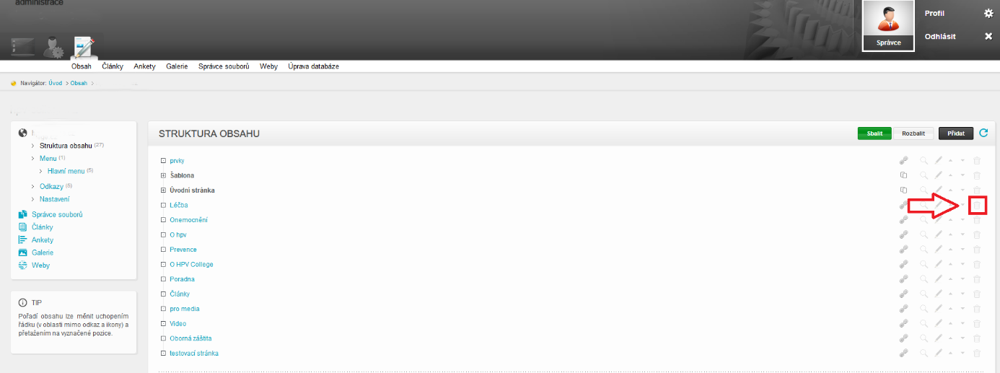 administrace
Profil
Odhlásit
Správce
Obsah Články Ankety Galerie Správce souborů Weby Úprava databáze
Navigátor: Úvod > Obsah >
Struktura obsahu (27)
Menu (1)
Hlavní menu (5)
Odkazy (5)
Nastavení
Správce souborů
Články
Ankety
Galerie
Weby
TIP
Pořadí obsahu lze měnit uchopením
řádku (v oblasti mimo odkaz a ikony) a
přetažením na vyznačené pozice.
STRUKTURA OBSAHU
Sbalit Rozbalit Přidat
prvky
Šablona
Úvodní stránka
Léčba
Onemocnění
O hpv
Prevence
O HPV College
Poradna
Články
pro media
Video
Oborná záštita
testovací stránka